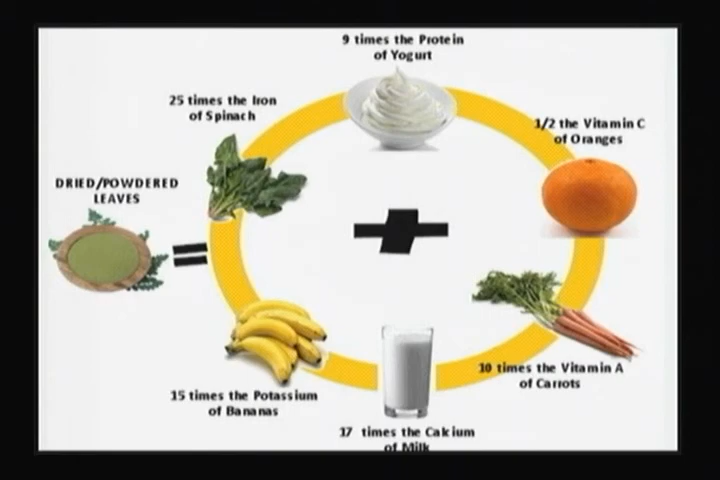 9 times the Protein
of Yogurt
25 times the Iron
of Spinach
1/2 the Vitamin C
of Oranges
DRIED/POWDERED
LEAVES
=
+
10 times the Vitamin A
of Carrots
15 times the Potassium
of Bananas
17 times the Calcium
of Milk